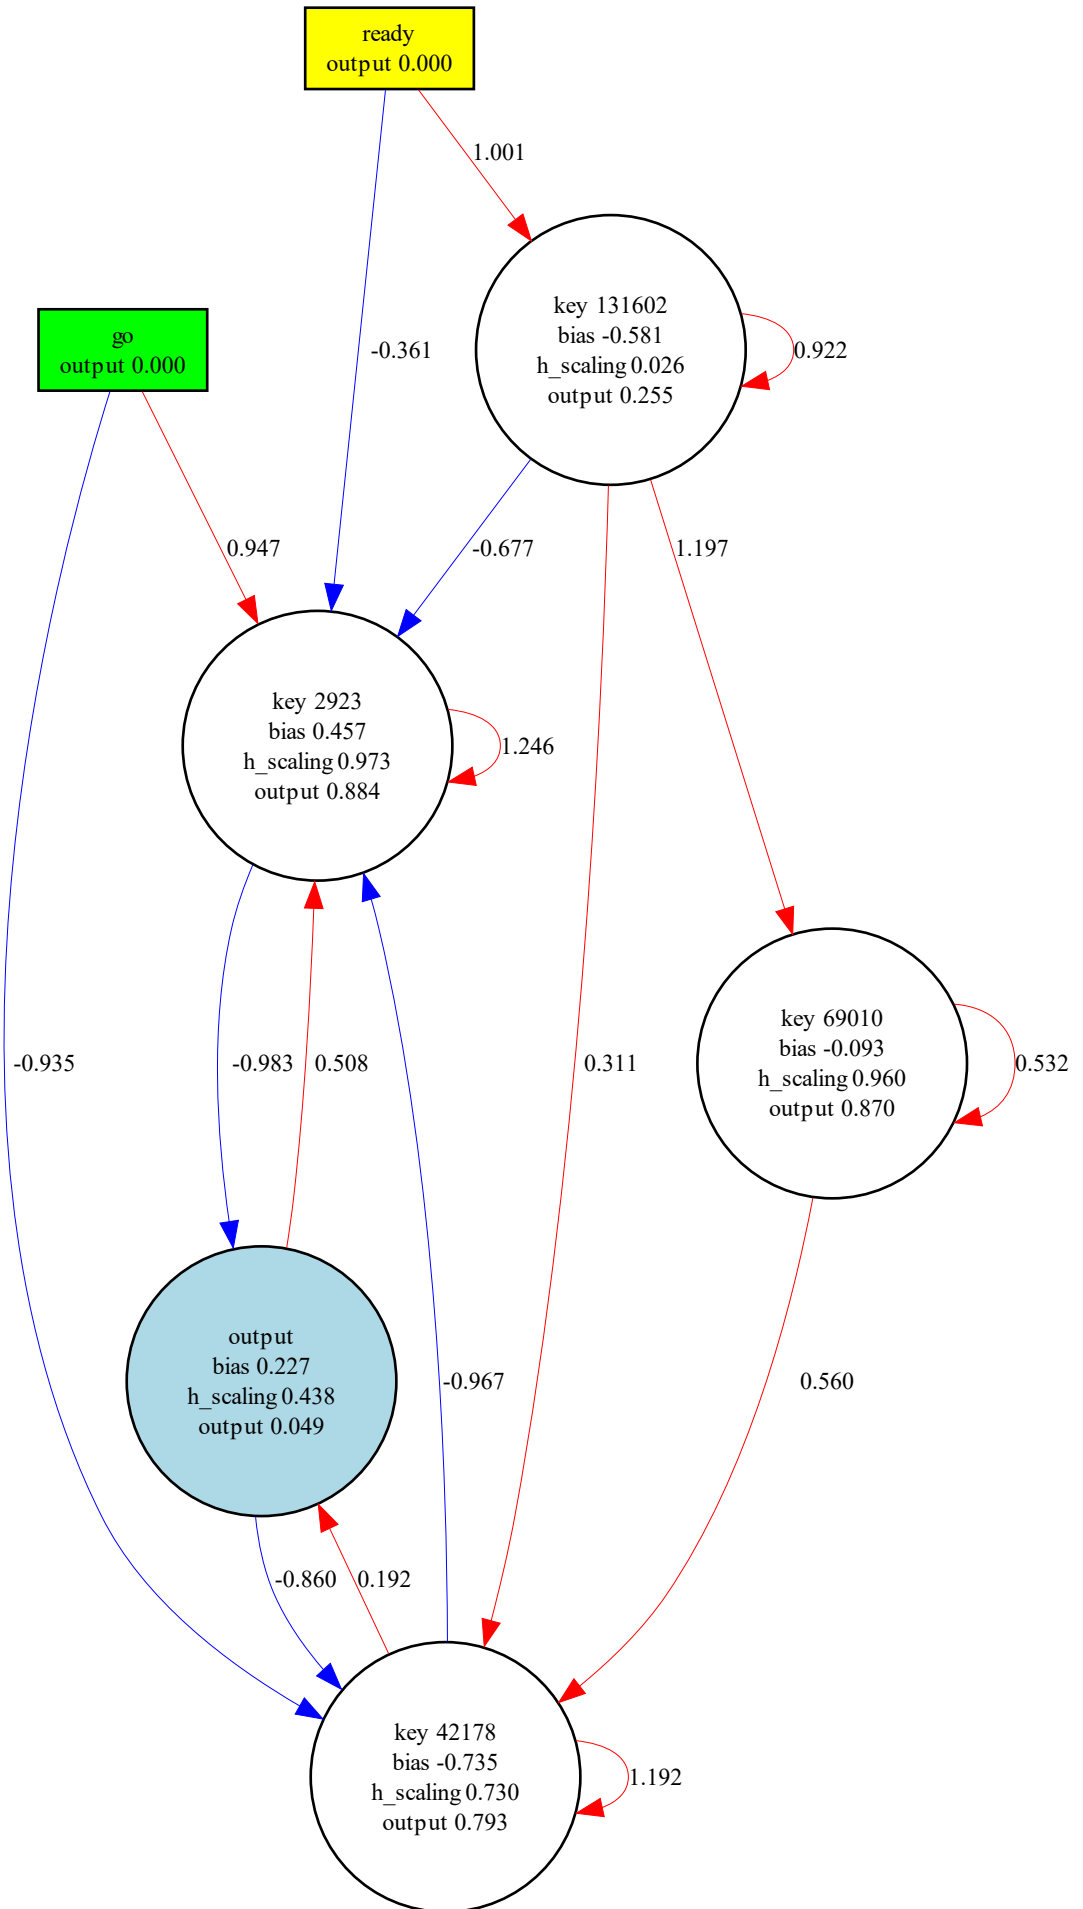 ready
output 0.000
1.001
key 131602
bias -0.581
h_scaling 0.026
output 0.255
0.922
-0.361
go
output 0.000
0.947
-0.677
1.197
key 2923
bias 0.457
h_scaling 0.973
output 0.884
1.246
key 69010
bias -0.093
h_scaling 0.960
output 0.870
0.532
-0.935
-0.983
0.508
0.311
output
bias 0.227
h_scaling 0.438
output 0.049
-0.967
0.560
-0.860
0.192
key 42178
bias -0.735
h_scaling 0.730
output 0.793
1.192